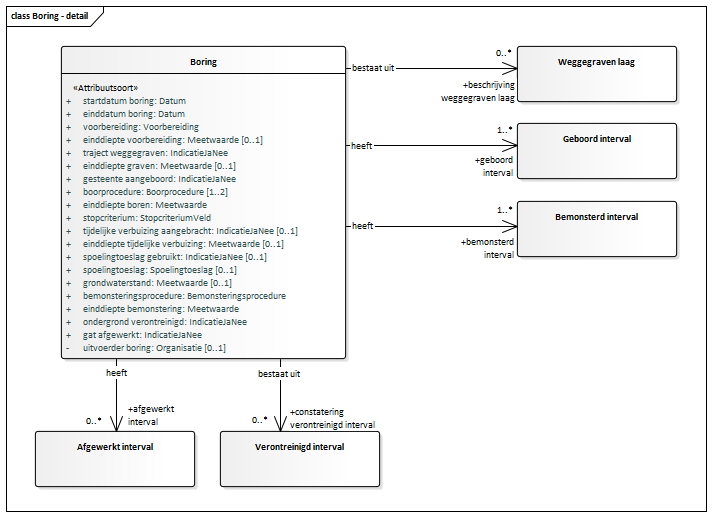 class Boring - detail
Boring
«Attribuutsoort»
+ startdatum boring: Datum
+ einddatum boring: Datum
+ voorbereiding: Voorbereiding
+ einddiepte voorbereiding: Meetwaarde [0..1]
+ traject weggegraven: IndicatieJaNee
+ einddiepte graven: Meetwaarde [0..1]
+ gesteente aangeboord: IndicatieJaNee
+ boorprocedure: Boorprocedure [1..2]
+ einddiepte boren: Meetwaarde
+ stopcriterium: StopcriteriumVeld
+ tijdelijke verbuizing aangebracht: IndicatieJaNee [0..1]
+ einddiepte tijdelijke verbuizing: Meetwaarde [0..1]
+ spoelingtoeslag gebruikt: IndicatieJaNee [0..1]
+ spoelingtoeslag: Spoelingtoeslag [0..1]
+ grondwaterstand: Meetwaarde [0..1]
+ bemonsteringsprocedure: Bemonsteringsprocedure
+ einddiepte bemonstering: Meetwaarde
+ ondergrond verontreinigd: IndicatieJaNee
+ gat afgewerkt: IndicatieJaNee
- uitvoerder boring: Organisatie [0..1]
bestaat uit
0..*
+beschrijving
weggegraven laag
Weggegraven laag
heeft
1..*
+geboord
interval
Geboord interval
heeft
1..*
+bemonsterd
interval
Bemonsterd interval
heeft
0..*
+afgewerkt
interval
Afgewerkt interval
bestaat uit
0..*
+constatering
verontreinigd interval
Verontreinigd interval